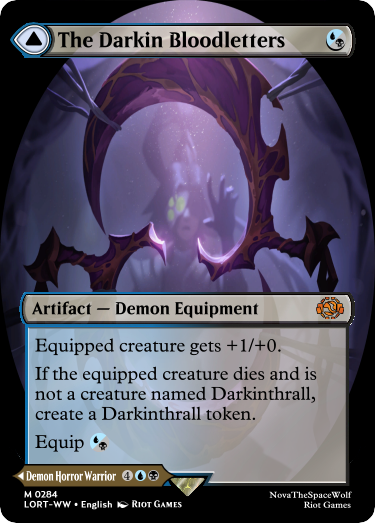 The Darkin Bloodletters
Artifact — Demon Equipment
Equipped creature gets +1/+0.
If the equipped creature dies and is
not a creature named Darkinthrall,
create a Darkinthrall token.
Equip
Demon Horror Warrior 4
M 0284
LORT-WW • English Riot Games
NovaTheSpaceWolf
Riot Games